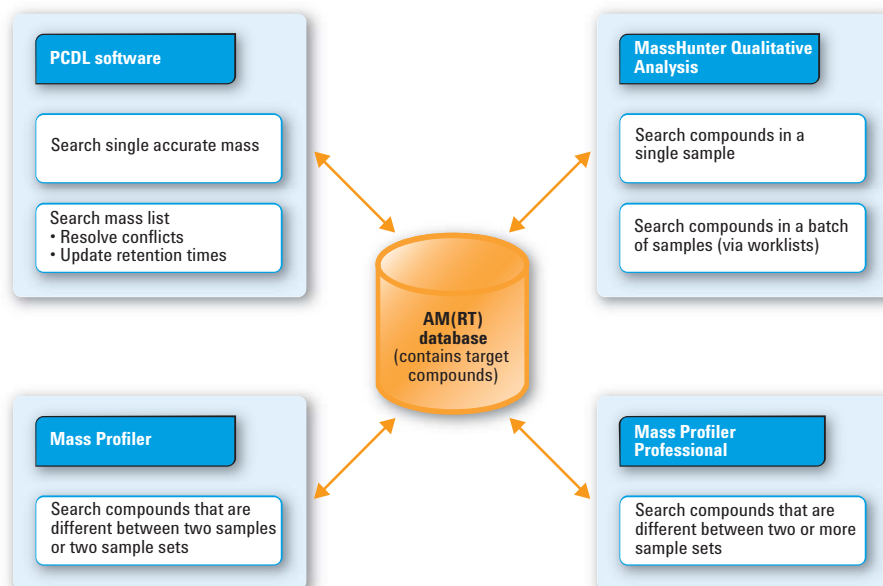 PCDL software
Search single accurate mass
Search mass list
• Resolve conflicts
• Update retention times
MassHunter Qualitative
Analysis
Search compounds in a
single sample
Search compounds in a batch
of samples (via worklists)
AM(RT)
database
(contains target
compounds)
Mass Profiler
Search compounds that are
different between two samples
or two sample sets
Mass Profiler
Professional
Search compounds that are
different between two or more
sample sets